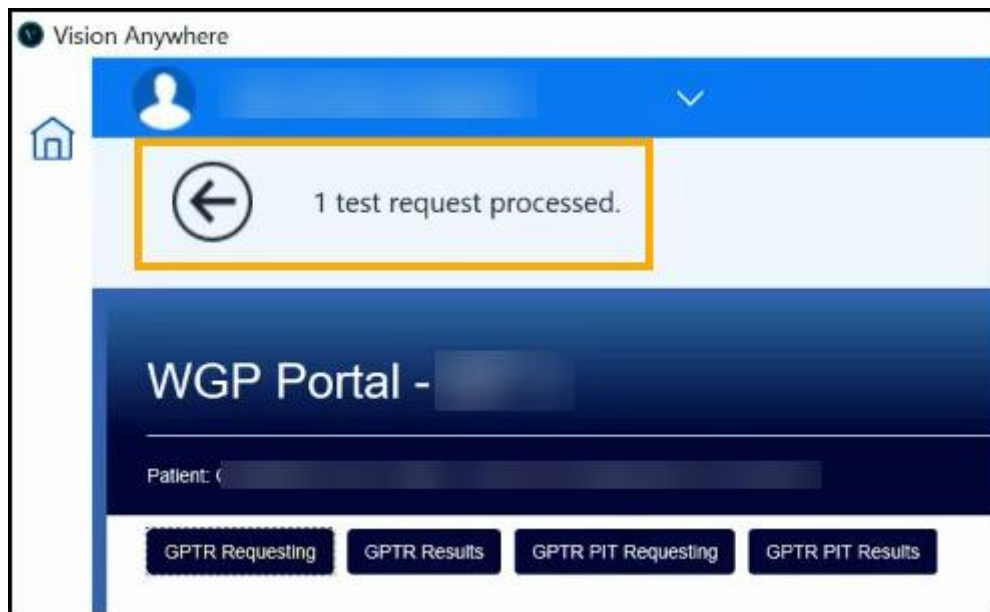 Vision Anywhere
1 test request processed.
WGP Portal -
Patient:
GPTR Requesting GPTR Results GPTR PIT Requesting GPTR PIT Results